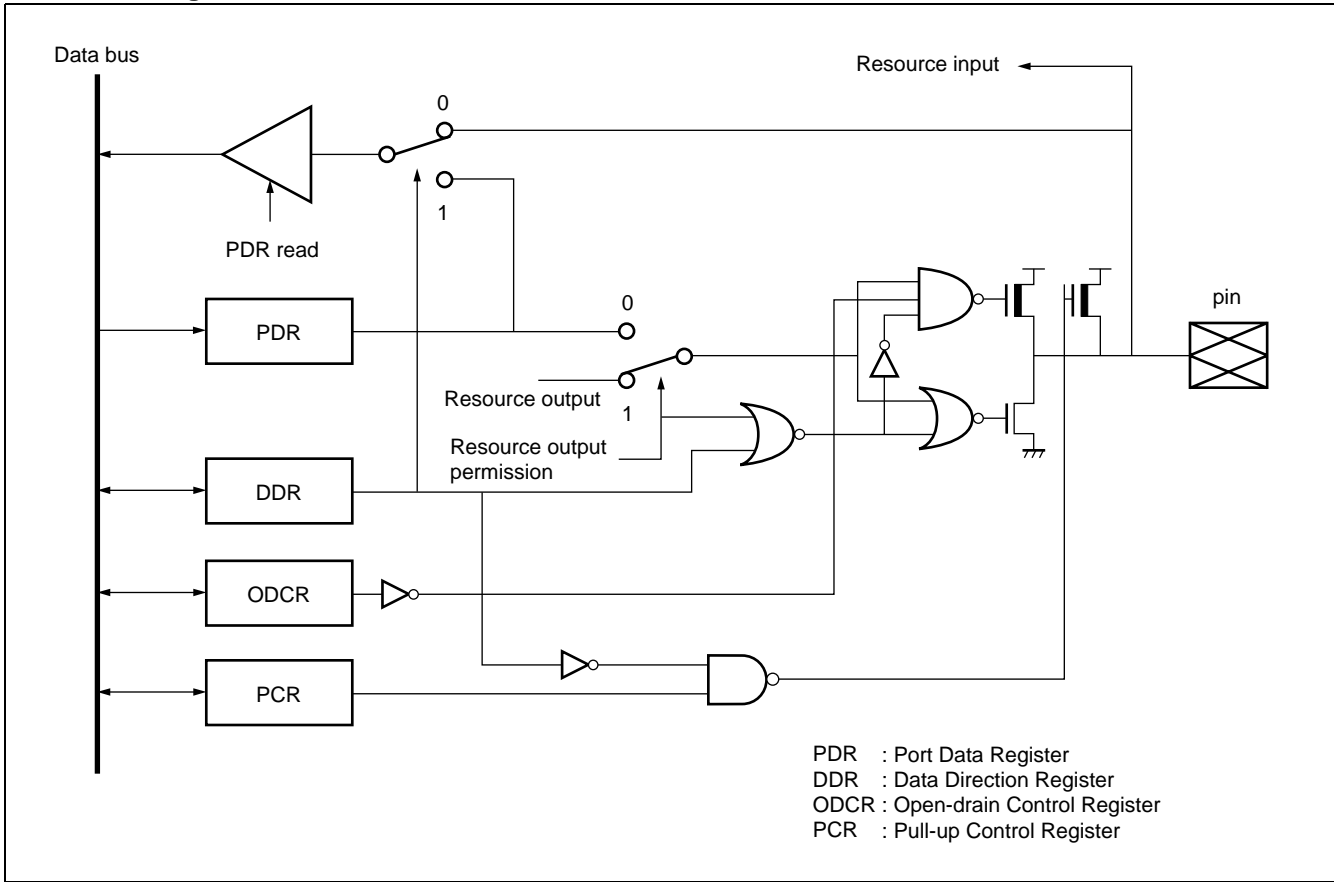 Data bus
Resource input
0
1
PDR read
pin
PDR
0
Resource output
1
Resource output
permission
DDR
ODCR
PCR
PDR : Port Data Register
DDR : Data Direction Register
ODCR : Open-drain Control Register
PCR : Pull-up Control Register